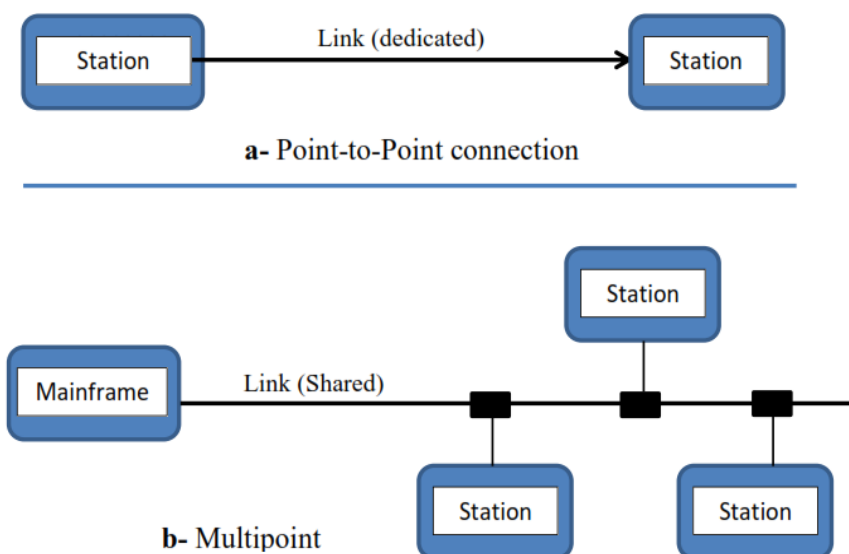 Link (dedicated)
Station
Station
a- Point-to-Point connection
Station
Mainframe
Link (Shared)
Station
Station
b- Multipoint